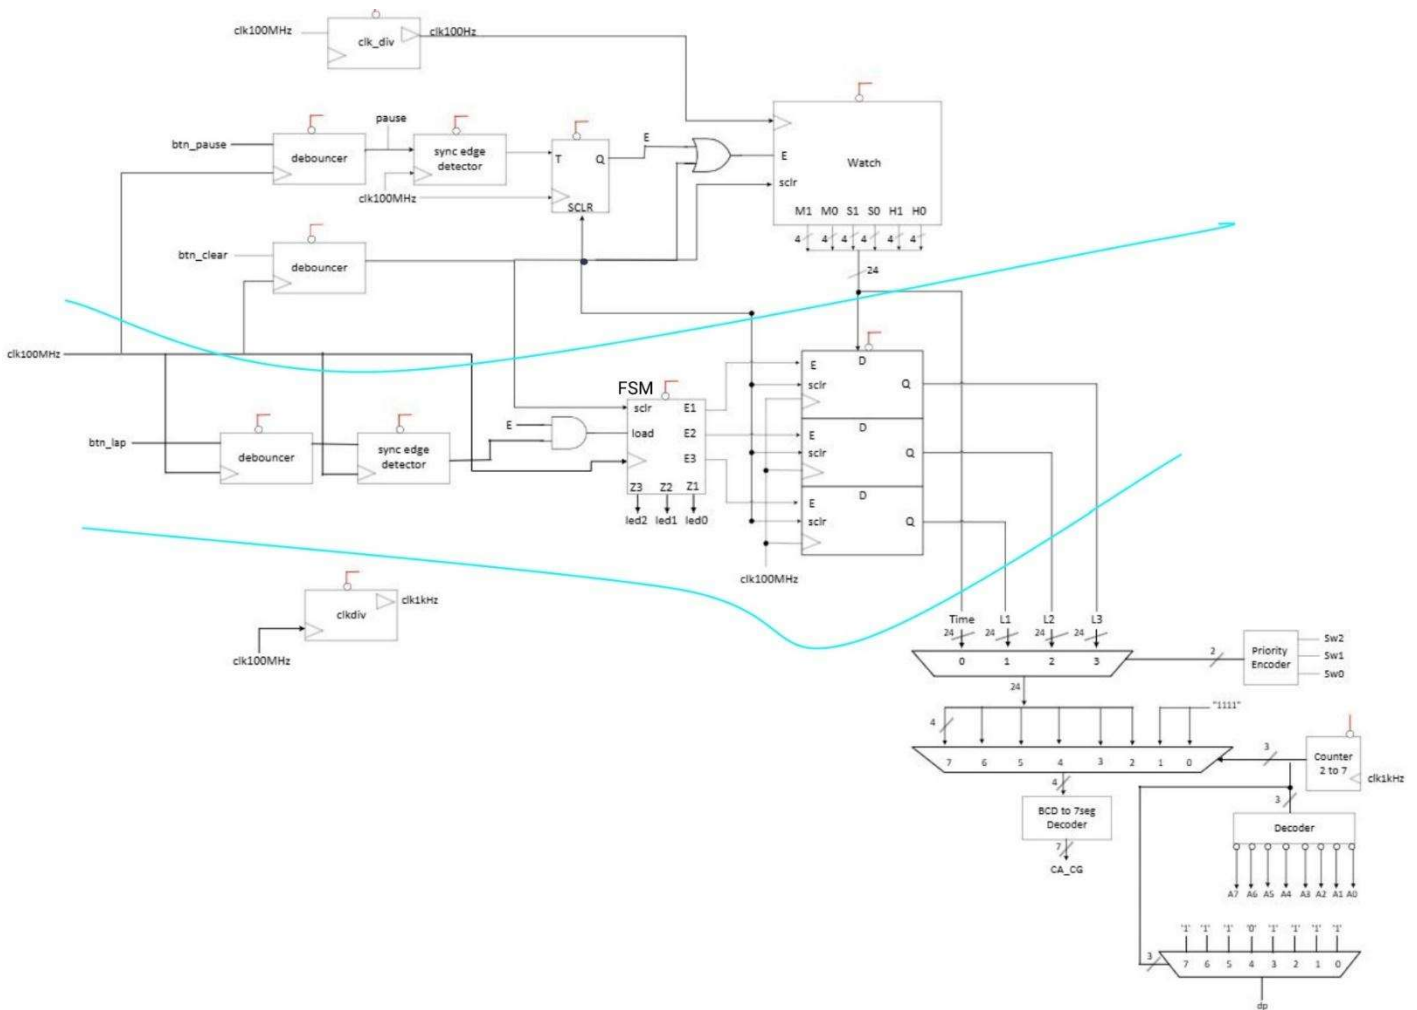 clk100MHz
clk_div
clk100Hz
btn_pause
debouncer
pause
sync edge
detector
clk100MHz
T
Q
SCLR
E
E
sclr
Watch
M1 M0 S1 S0 H1 H0
4 4 4 4 4 4
24
btn_clear
debouncer
clk100MHz
btn_lap
debouncer
sync edge
detector
E
FSM
sclr
load
E1
E2
E3
Z3 Z2 Z1
led2 led1 led0
D
E
Q
sclr
D
E
Q
sclr
D
E
Q
sclr
clk100MHz
clkdiv
clk1kHz
clk100MHz
Time L1 L2 L3
24 24 24 24
0 1 2 3
2
Priority
Encoder
Sw2
Sw1
Sw0
24
4
"1111"
7 6 5 4 3 2 1 0
3
Counter
2 to 7
clk1kHz
4
BCD to 7seg
Decoder
7
CA_CG
3
Decoder
A7 A6 A5 A4 A3 A2 A1 A0
'1' '1' '1' '0' '1' '1' '1' '1'
3
7 6 5 4 3 2 1 0
dp